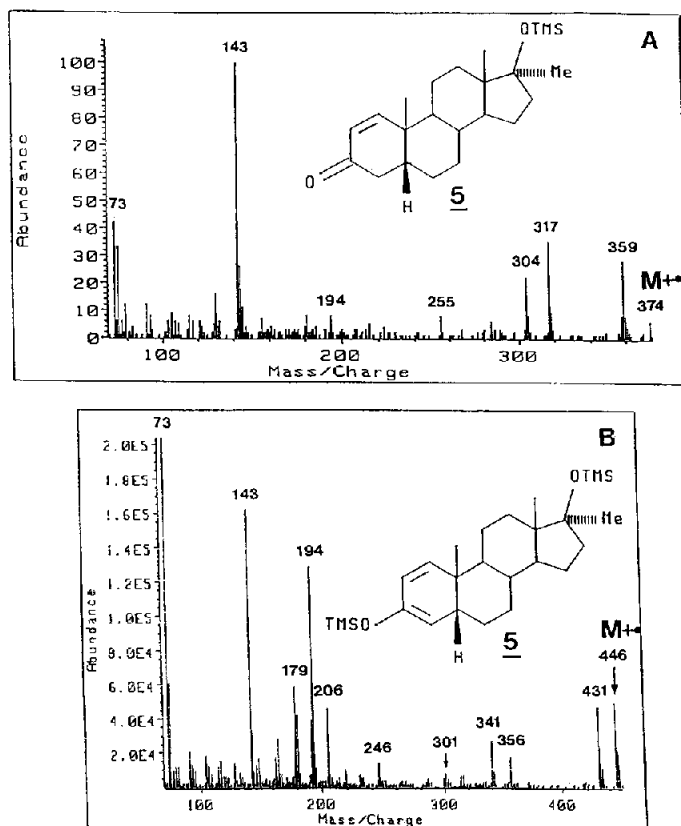 A
OTMS
Me
O
H
5
100
90
80
70
60
50
40
30
20
10
0
Abundance
143
73
194
255
304
317
359
M+•
374
100
200
300
Mass/Charge
B
73
2.0E5
1.8E5
1.6E5
1.4E5
1.2E5
1.0E5
8.0E4
6.0E4
4.0E4
2.0E4
Abundance
OTMS
Me
TMSO
H
5
143
194
179
206
246
301
341
356
431
M+•
446
100
200
300
400
Mass/Charge